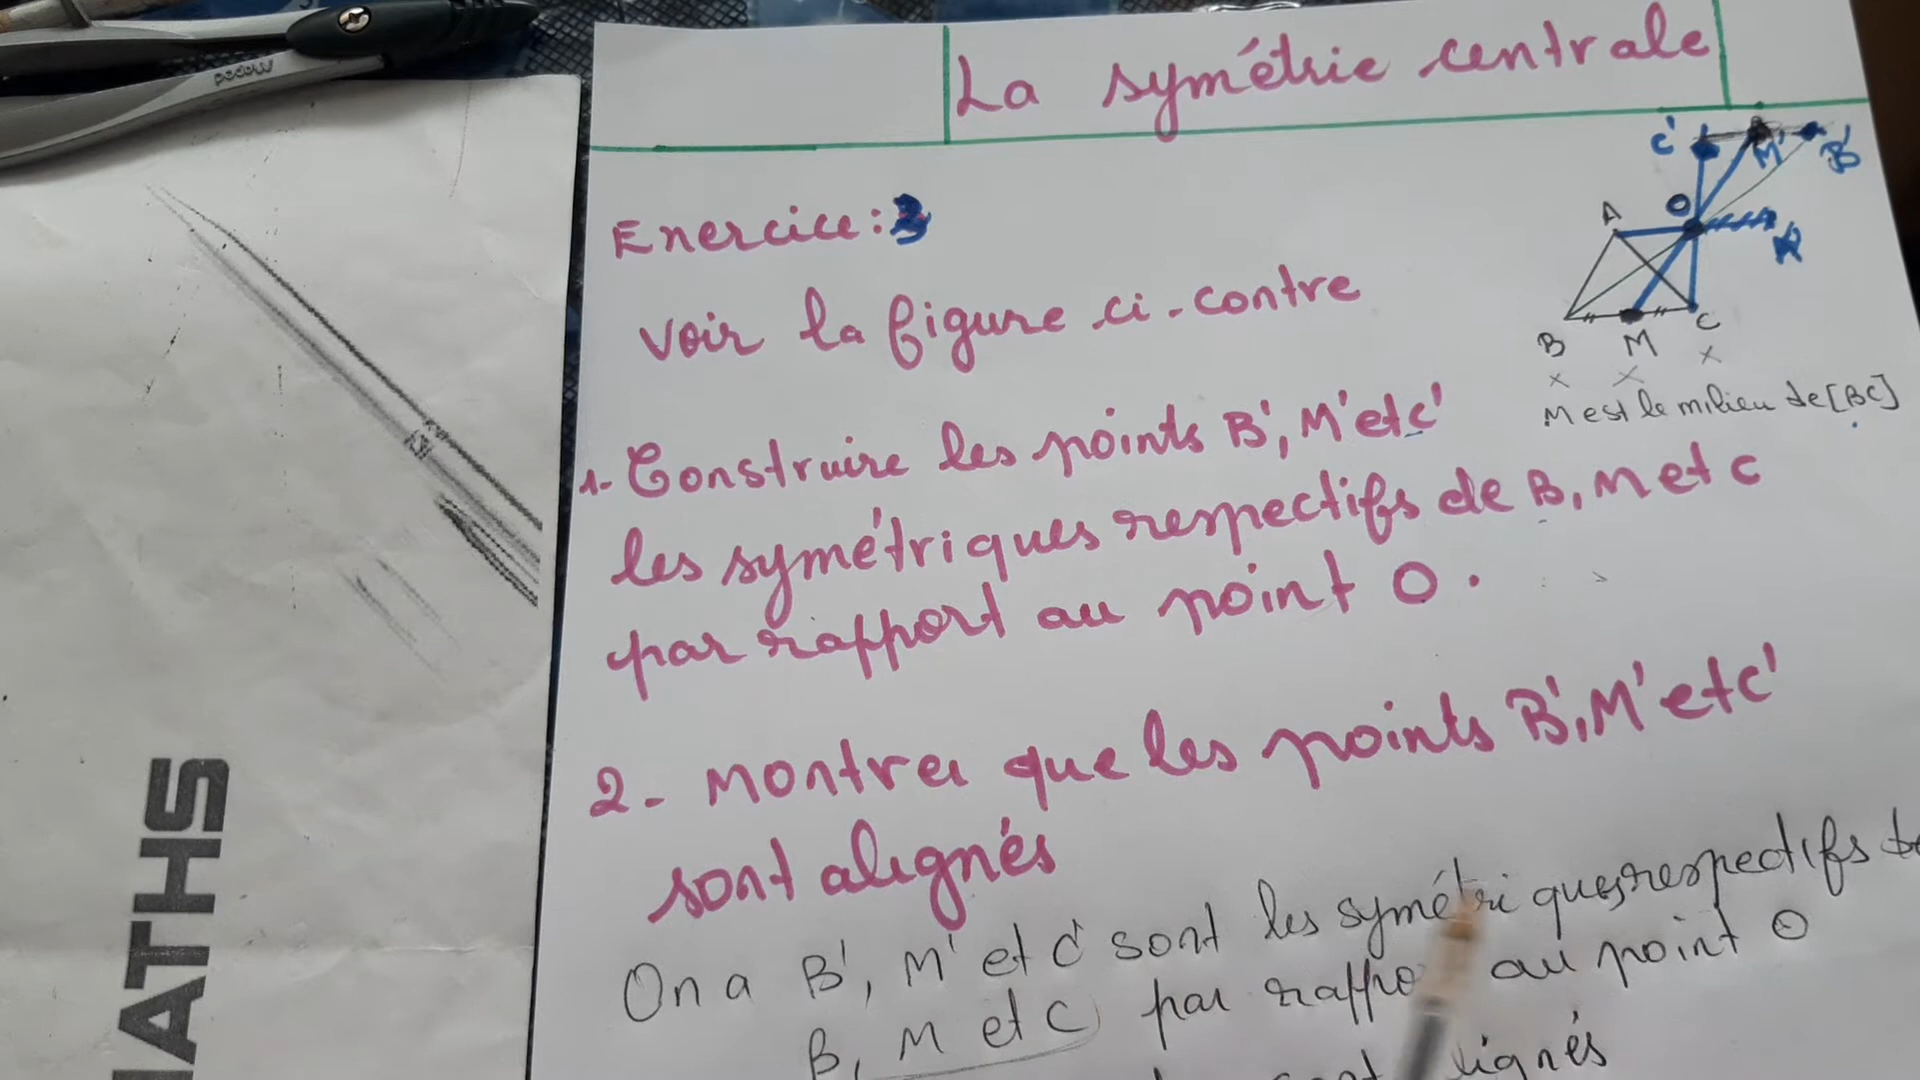 La symétrie centrale
Exercice:3
voir la figure ci-contre
C' M' B'
A O A'
B M C
M est le milieu de [BC]
1- Construire les points B', M' et c'
les symétriques respectifs de B, M et c
par rapport au point O.
2- montrer que les points B', M' et c'
sont alignés
On a B', M' et C' sont les symétriques respectifs de
B, M et C par rapport au point O
alignés
MATHS